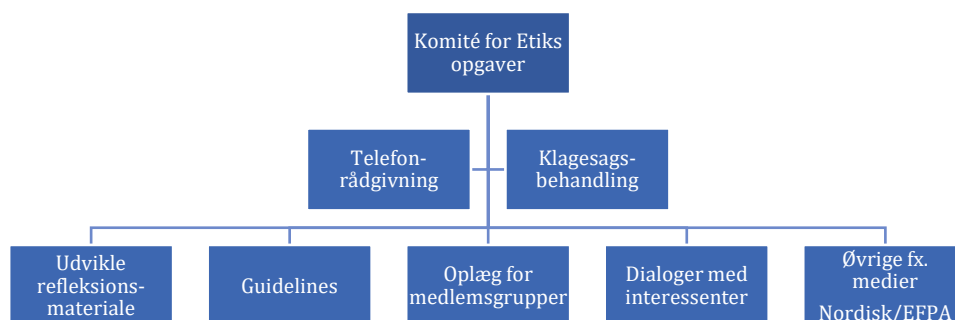 Komité for Etiks
opgaver
Telefon-
rådgivning
Klagesags-
behandling
Udvikle
refleksions-
materiale
Guidelines
Oplæg for
medlemsgrupper
Dialoger med
interessenter
Øvrige fx.
medier
Nordisk/EFPA